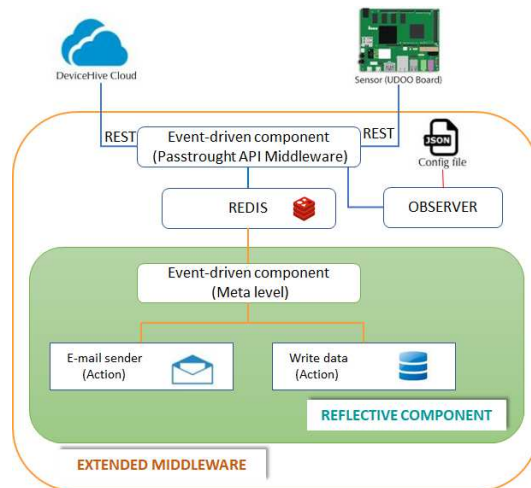 DeviceHive Cloud
Sensor (UDOO Board)
REST
REST
Event-driven component
(Passtrought API Middleware)
JSON
Config file
REDIS
OBSERVER
Event-driven component
(Meta level)
E-mail sender
(Action)
Write data
(Action)
REFLECTIVE COMPONENT
EXTENDED MIDDLEWARE